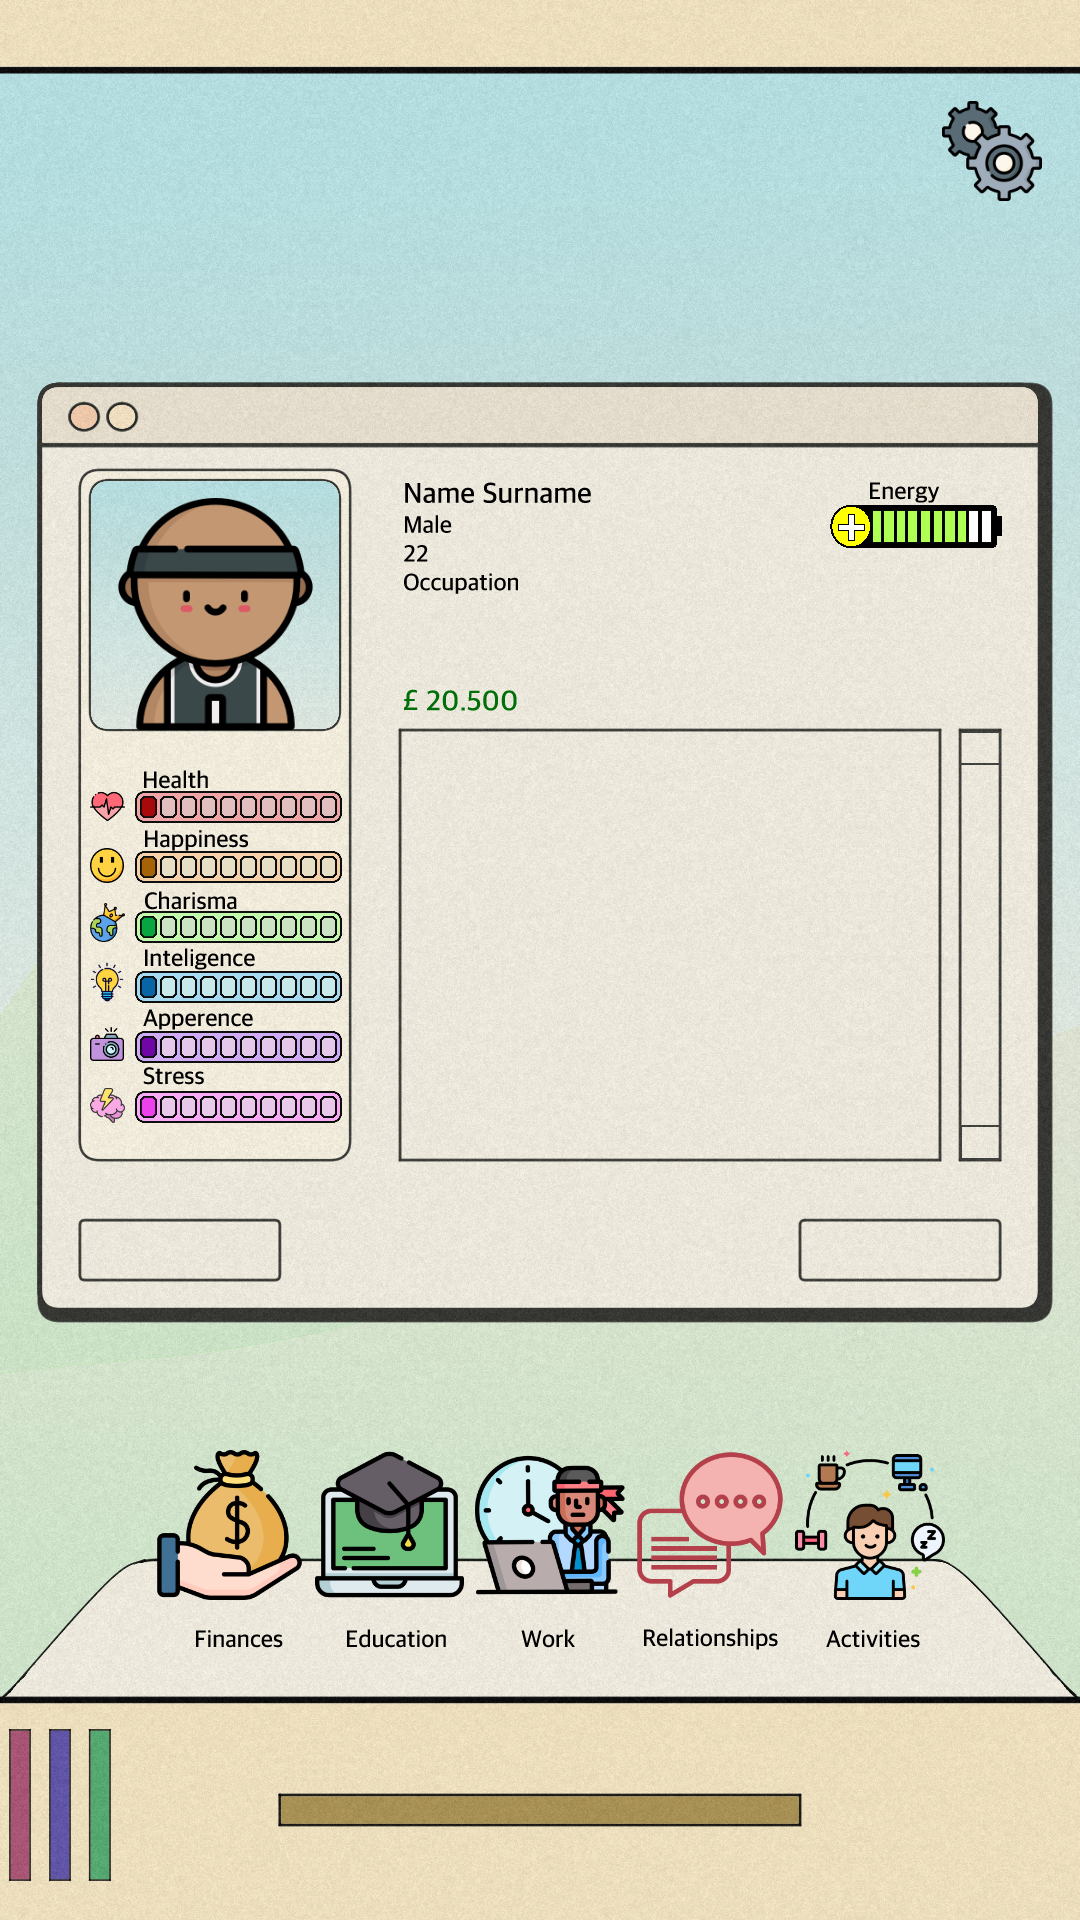 Name Surname
Male
22
Occupation
Energy
£ 20.500
Health
Happiness
Charisma
Inteligence
Apperence
Stress
$
z
z
Finances
Education
Work
Relationships
Activities